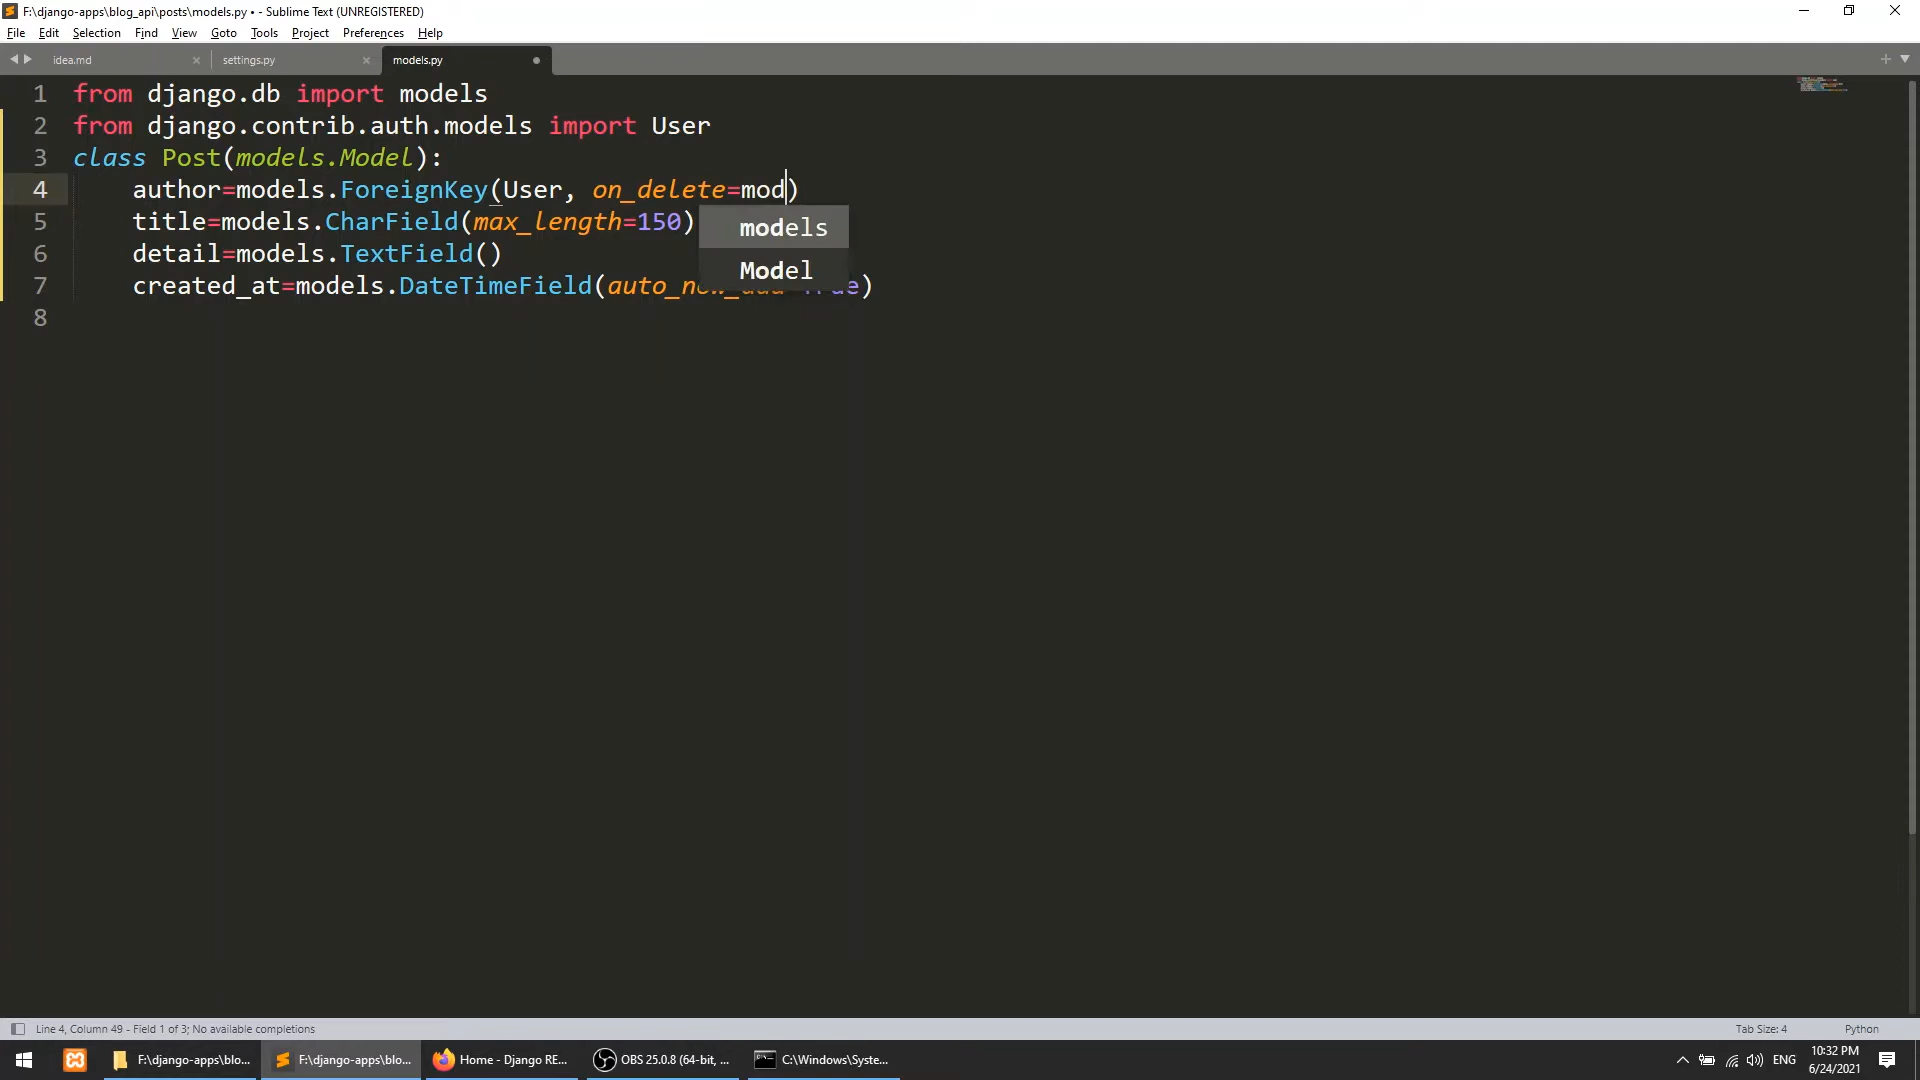 F:\django-apps\blog_api\posts\models.py • - Sublime Text (UNREGISTERED)
File Edit Selection Find View Goto Tools Project Preferences Help
idea.md settings.py models.py
1 from django.db import models
2 from django.contrib.auth.models import User
3 class Post(models.Model):
4 author=models.ForeignKey(User, on_delete=mod)
5 title=models.CharField(max_length=150)
models
6 detail=models.TextField()
Model
7 created_at=models.DateTimeField(auto_now_add=True)
8
Line 4, Column 49 - Field 1 of 3; No available completions
Tab Size: 4 Python
F:\django-apps\blo... F:\django-apps\blo... Home - Django RE... OBS 25.0.8 (64-bit, ... C:\Windows\Syste... ENG
10:32 PM
6/24/2021